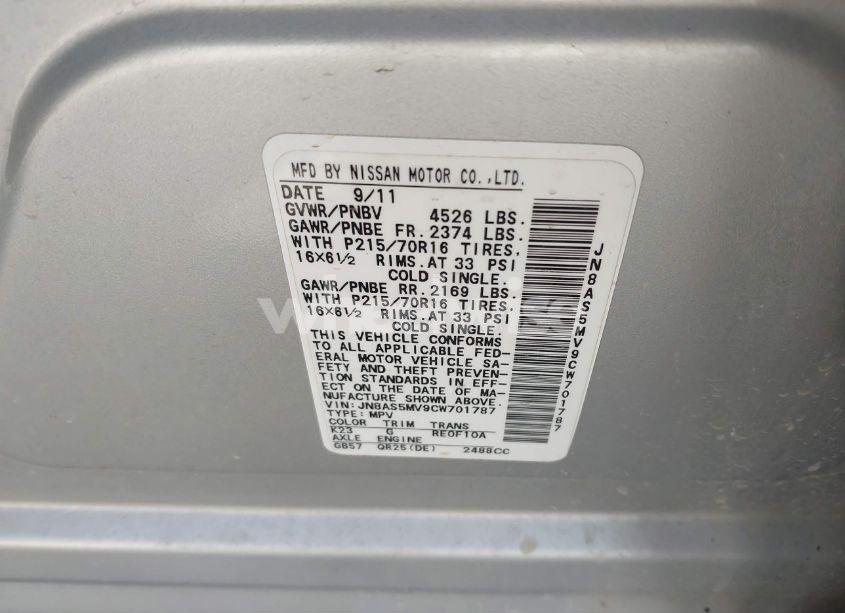 MFD BY NISSAN MOTOR CO.,LTD.
DATE 9/11
GVWR/PNBV 4526 LBS.
GAWR/PNBE FR. 2374 LBS.
WITH P215/70R16 TIRES,
16×6½ RIMS.AT 33 PSI
COLD SINGLE.
GAWR/PNBE RR. 2169 LBS.
WITH P215/70R16 TIRES,
16×6½ RIMS.AT 33 PSI
COLD SINGLE.
THIS VEHICLE CONFORMS
TO ALL APPLICABLE FED-
ERAL MOTOR VEHICLE SA-
FETY AND THEFT PREVEN-
TION STANDARDS IN EFF-
ECT ON THE DATE OF MA-
NUFACTURE SHOWN ABOVE.
VIN: JN8AS5MV9CW701787
TYPE: MPV
COLOR TRIM TRANS
K23 G RE0F10A
AXLE ENGINE
GB57 QR25(DE) 2488CC
JN8AS5MV9CW701787